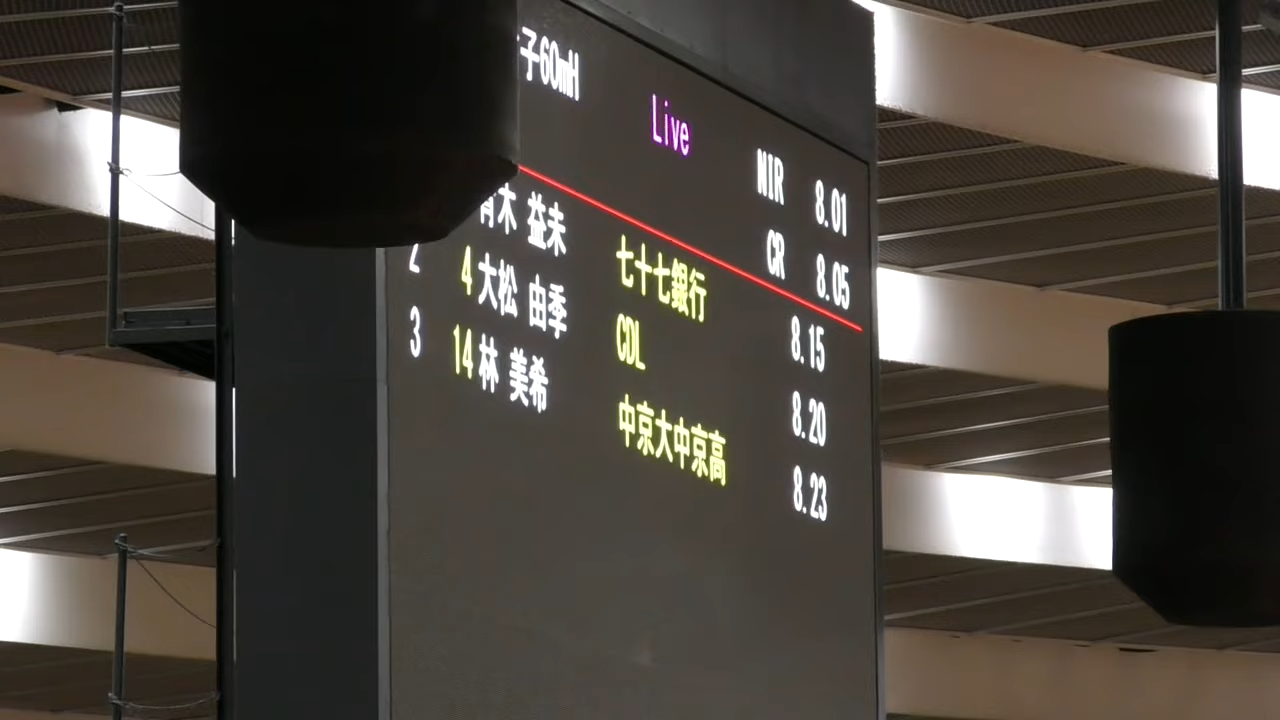 子60mH
Live
NIR 8.01
CR 8.05
青木 益未 七十七銀行 8.15
2 4 大松 由季 CDL 8.20
3 14 林 美希 中京大中京高 8.23